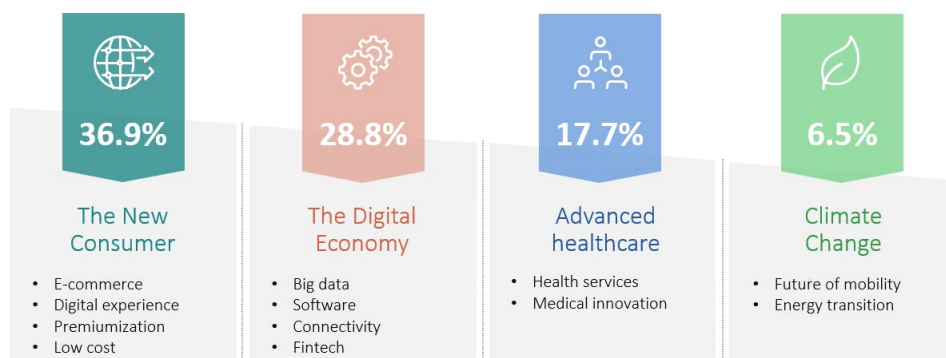 36.9%
The New
Consumer
• E-commerce
• Digital experience
• Premiumization
• Low cost
28.8%
The Digital
Economy
• Big data
• Software
• Connectivity
• Fintech
17.7%
Advanced
healthcare
• Health services
• Medical innovation
6.5%
Climate
Change
• Future of mobility
• Energy transition